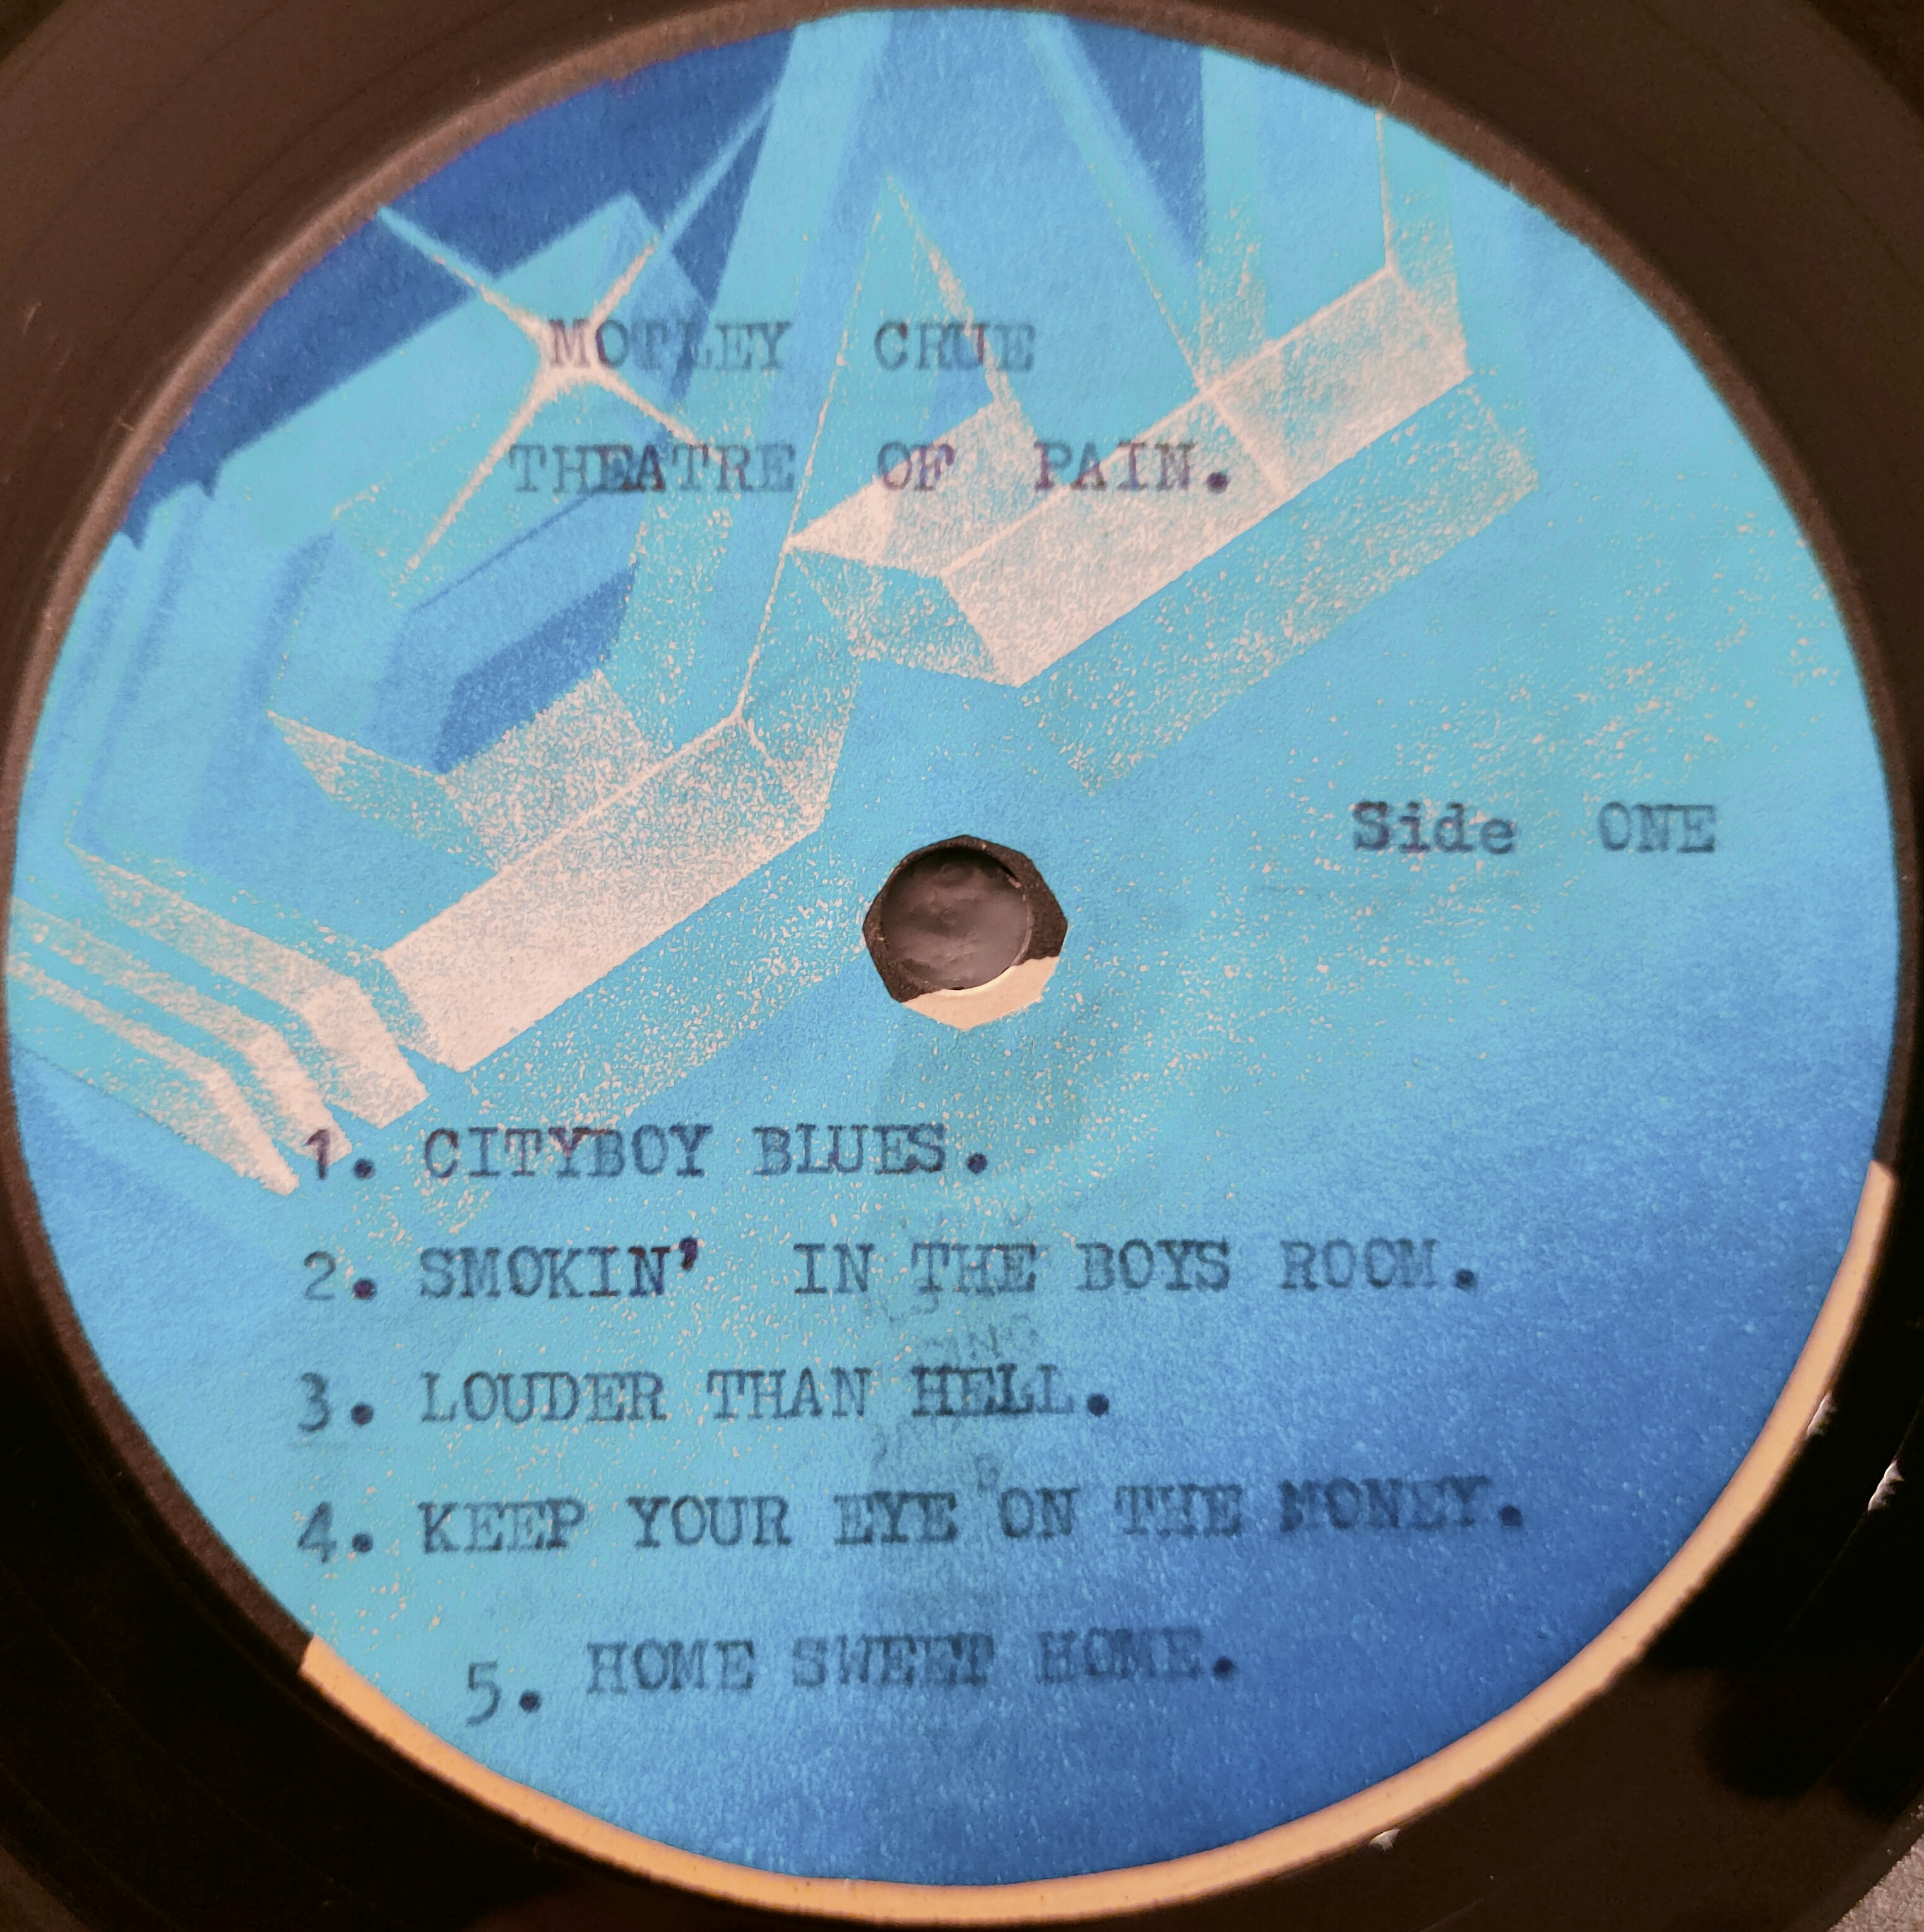 MOTLEY CRUE
THEATRE OF PAIN.
Side ONE
1. CITYBOY BLUES.
2. SMOKIN' IN THE BOYS ROOM.
3. LOUDER THAN HELL.
4. KEEP YOUR EYE ON THE MONEY.
5. HOME SWEET HOME.